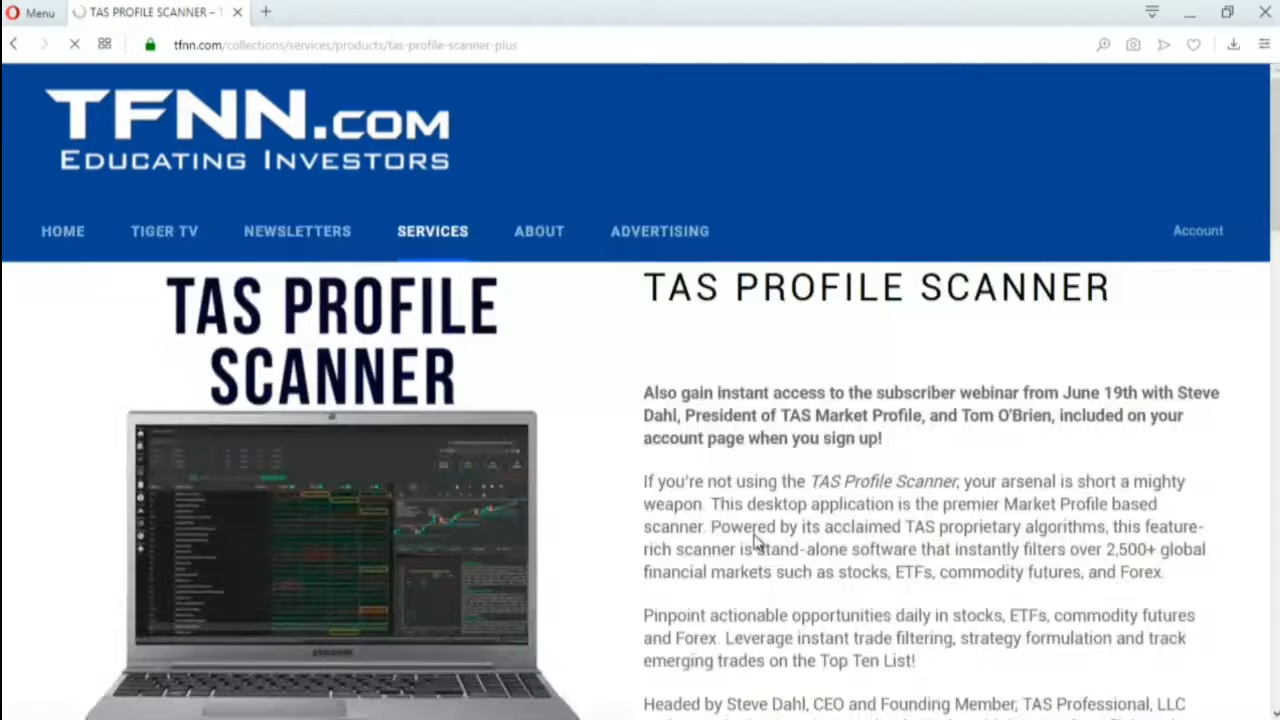 Menu
TAS PROFILE SCANNER –
tfnn.com/collections/services/products/tas-profile-scanner-plus
TFNN.COM
EDUCATING INVESTORS
HOME TIGER TV NEWSLETTERS SERVICES ABOUT ADVERTISING Account
TAS PROFILE
SCANNER
TAS PROFILE SCANNER
Also gain instant access to the subscriber webinar from June 19th with Steve
Dahl, President of TAS Market Profile, and Tom O'Brien, included on your
account page when you sign up!
If you're not using the TAS Profile Scanner, your arsenal is short a mighty
weapon. This desktop application is the premier Market Profile based
scanner. Powered by its acclaimed TAS proprietary algorithms, this feature-
rich scanner is stand-alone software that instantly filters over 2,500+ global
financial markets such as stocks, ETFs, commodity futures, and Forex.
Pinpoint actionable opportunities daily in stocks, ETFs, commodity futures
and Forex. Leverage instant trade filtering, strategy formulation and track
emerging trades on the Top Ten List!
Headed by Steve Dahl, CEO and Founding Member, TAS Professional, LLC